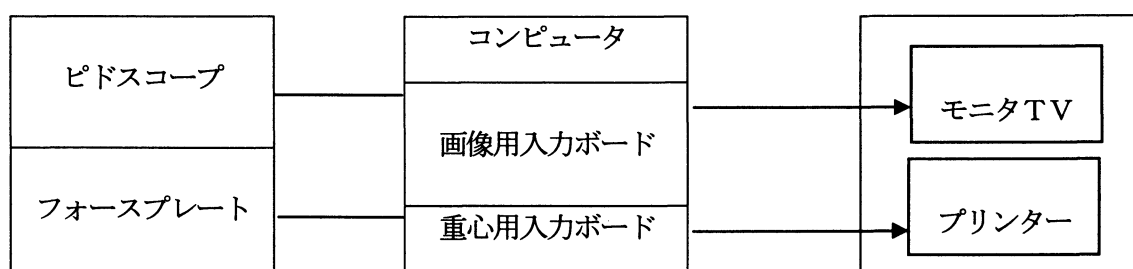 ピドスコープ
フォースプレート
コンピュータ
画像用入力ボード
重心用入力ボード
モニタＴＶ
プリンター